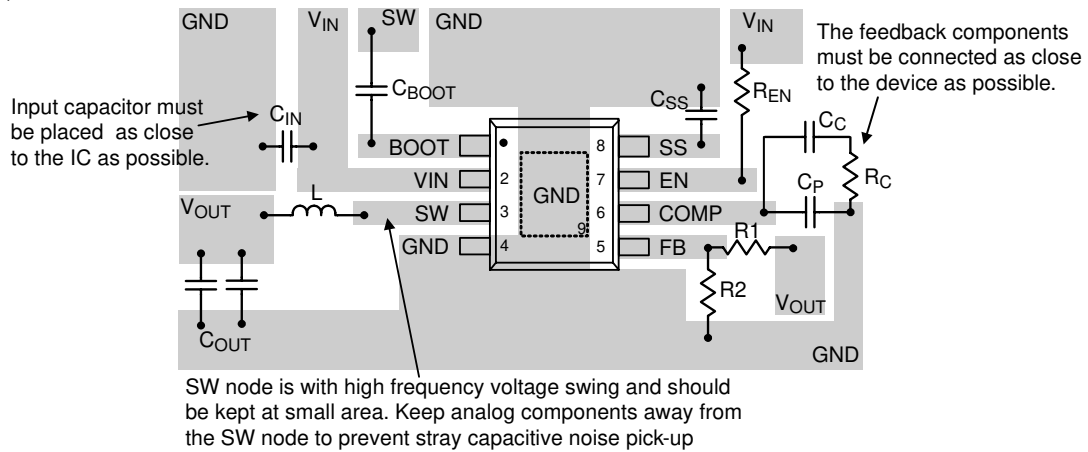 GND
VIN
SW
GND
VIN
The feedback components
must be connected as close
to the device as possible.
Input capacitor must
be placed as close
to the IC as possible.
CIN
CBOOT
CSS
REN
CC
RC
CP
BOOT
8
SS
VIN
2
GND
7
EN
VOUT
L
SW
3
9
6
COMP
GND
4
5
FB
R1
R2
VOUT
COUT
GND
SW node is with high frequency voltage swing and should
be kept at small area. Keep analog components away from
the SW node to prevent stray capacitive noise pick-up